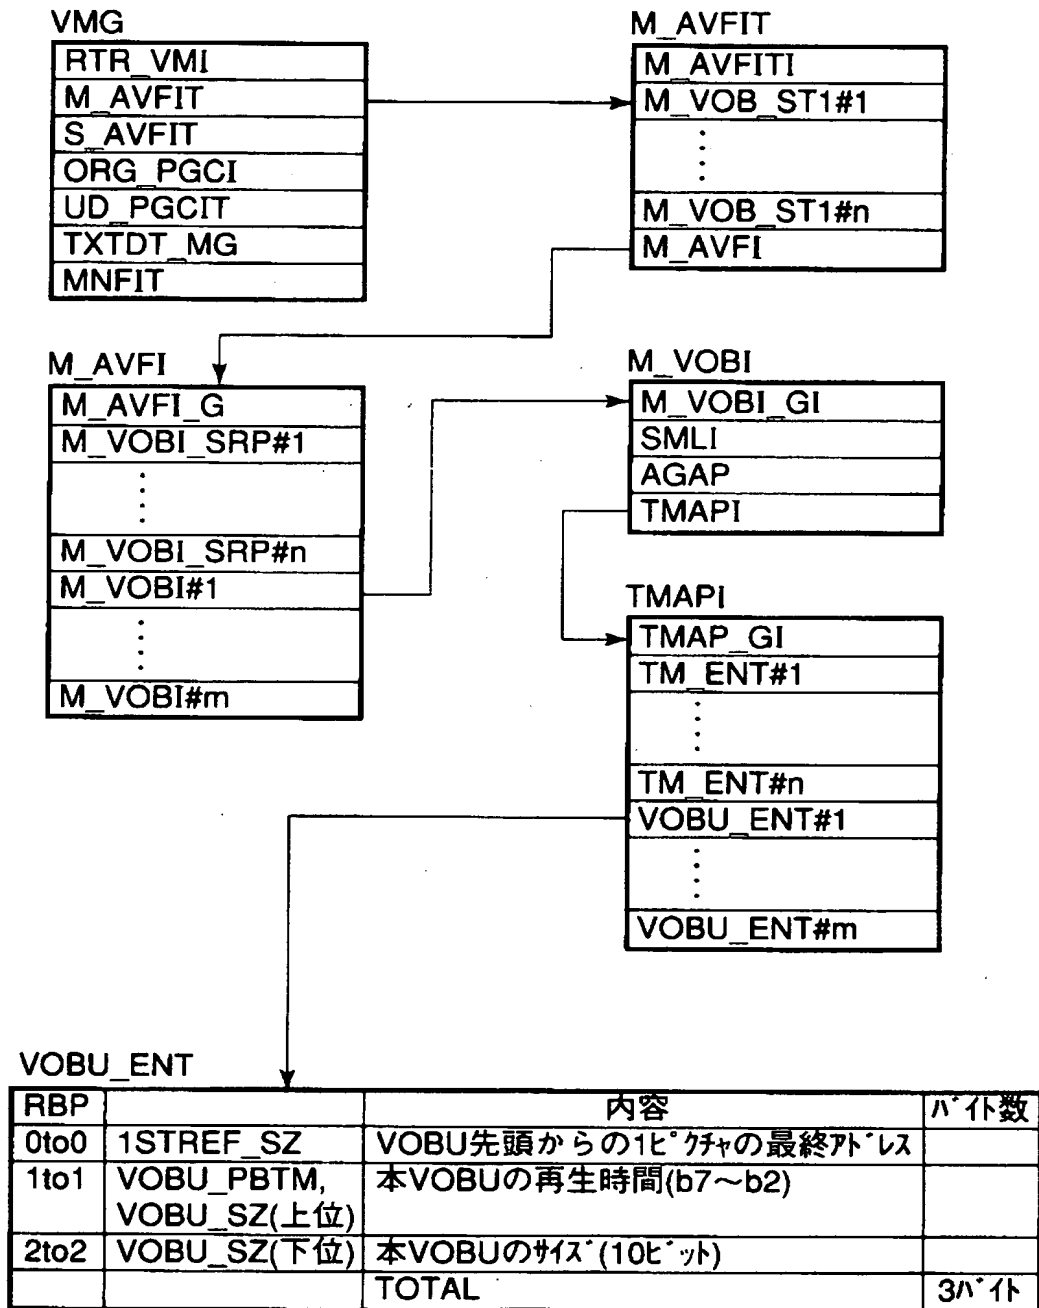 VMG
RTR_VMI
M_AVFIT
S_AVFIT
ORG_PGCI
UD_PGCIT
TXTDT_MG
MNFIT
M_AVFIT
M_AVFITI
M_VOB_ST1#1
M_VOB_ST1#n
M_AVFI
M_AVFI
M_AVFI_G
M_VOBI_SRP#1
M_VOBI_SRP#n
M_VOBI#1
M_VOBI#m
M_VOBI
M_VOBI_GI
SMLI
AGAP
TMAPI
TMAPI
TMAP_GI
TM_ENT#1
TM_ENT#n
VOBU_ENT#1
VOBU_ENT#m
VOBU_ENT
RBP 内容 ﾊﾞｲﾄ数
0to0 1STREF_SZ VOBU先頭からの1ﾋﾟｸﾁｬの最終ｱﾄﾞﾚｽ
1to1 VOBU_PBTM, 本VOBUの再生時間(b7～b2)
VOBU_SZ(上位)
2to2 VOBU_SZ(下位) 本VOBUのｻｲｽﾞ(10ﾋﾞｯﾄ)
TOTAL 3ﾊﾞｲﾄ